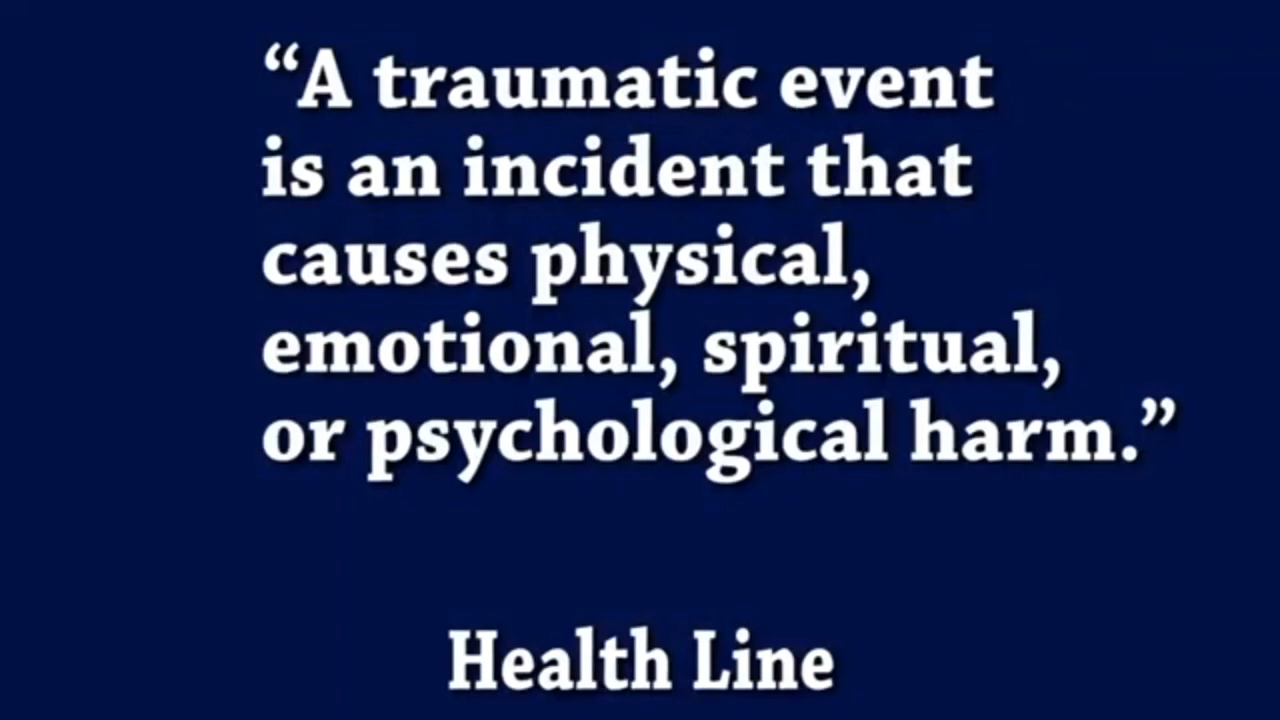 “A traumatic event
is an incident that
causes physical,
emotional, spiritual,
or psychological harm.”
Health Line